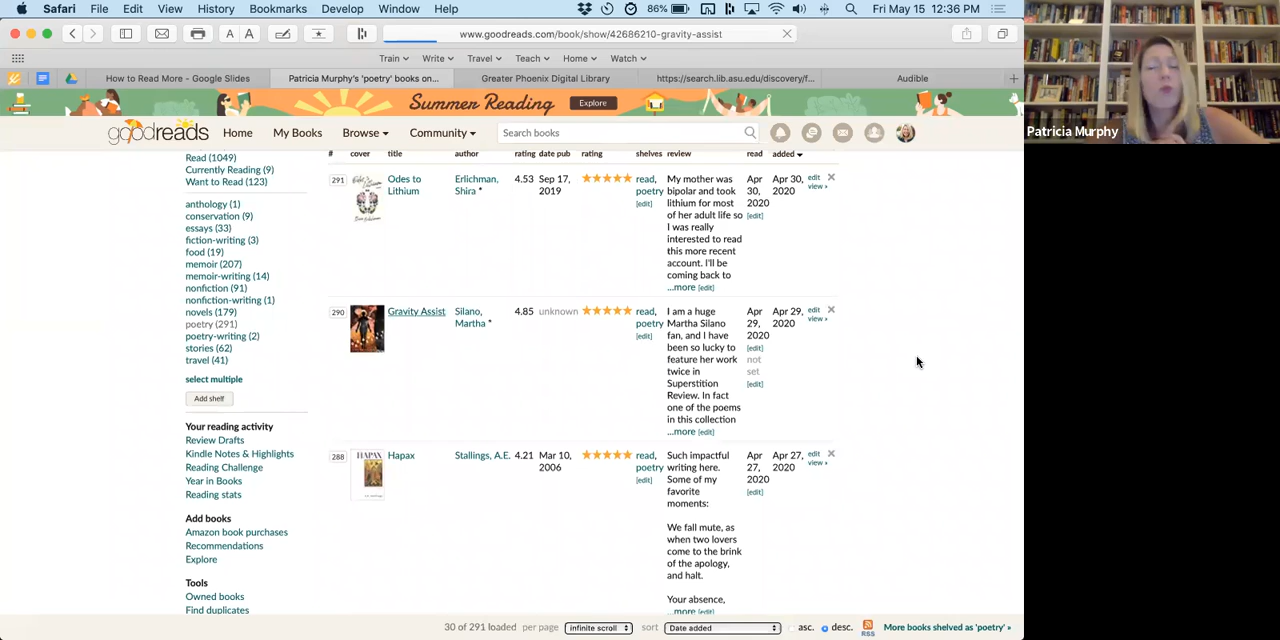 Safari File Edit View History Bookmarks Develop Window Help 86% Fri May 15 12:36 PM
A A www.goodreads.com/book/show/42686210-gravity-assist
Train Write Travel Teach Home Watch
How to Read More - Google Slides Patricia Murphy's 'poetry' books on... Greater Phoenix Digital Library https://search.lib.asu.edu/discovery/f... Audible
Summer Reading Explore
goodreads Home My Books Browse Community Search books
Patricia Murphy
# cover title author rating date pub rating shelves review read added
Read (1049)
Currently Reading (9)
Want to Read (123)
anthology (1)
conservation (9)
essays (33)
fiction-writing (3)
food (19)
memoir (207)
memoir-writing (14)
nonfiction (91)
nonfiction-writing (1)
novels (179)
poetry (291)
poetry-writing (2)
stories (62)
travel (41)
select multiple
Add shelf
Your reading activity
Review Drafts
Kindle Notes & Highlights
Reading Challenge
Year in Books
Reading stats
Add books
Amazon book purchases
Recommendations
Explore
Tools
Owned books
Find duplicates
291
Odes to
Lithium
Erlichman,
Shira *
4.53
Sep 17,
2019
read,
poetry
[edit]
My mother was
bipolar and took
lithium for most
of her adult life so
I was really
interested to read
this more recent
account. I'll be
coming back to
...more [edit]
Apr
30,
2020
[edit]
Apr 30,
2020
edit
view »
290
Gravity Assist
Silano,
Martha *
4.85
unknown
read,
poetry
[edit]
I am a huge
Martha Silano
fan, and I have
been so lucky to
feature her work
twice in
Superstition
Review. In fact
one of the poems
in this collection
...more [edit]
Apr
29,
2020
[edit]
not
set
[edit]
Apr 29,
2020
edit
view »
288
HAPAX
Hapax
Stallings, A.E.
4.21
Mar 10,
2006
read,
poetry
[edit]
Such impactful
writing here.
Some of my
favorite
moments:
We fall mute, as
when two lovers
come to the brink
of the apology,
and halt.
Your absence,
...more [edit]
Apr
27,
2020
[edit]
Apr 27,
2020
edit
view »
30 of 291 loaded per page infinite scroll sort Date added asc. desc. RSS More books shelved as 'poetry' »